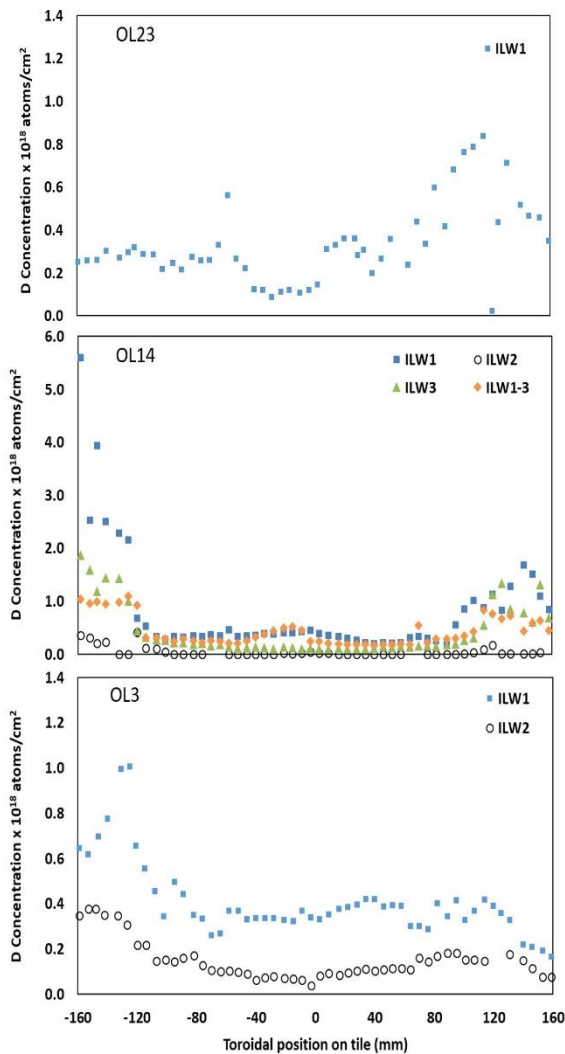 OL23
ILW1
D Concentration x 10¹⁸ atoms/cm²
1.4
1.2
1.0
0.8
0.6
0.4
0.2
0.0
OL14
ILW1 ILW2
ILW3 ILW1-3
D Concentration x 10¹⁸ atoms/cm²
6.0
5.0
4.0
3.0
2.0
1.0
0.0
OL3
ILW1
ILW2
D Concentration x 10¹⁸ atoms/cm²
1.4
1.2
1.0
0.8
0.6
0.4
0.2
0.0
-160 -120 -80 -40 0 40 80 120 160
Toroidal position on tile (mm)